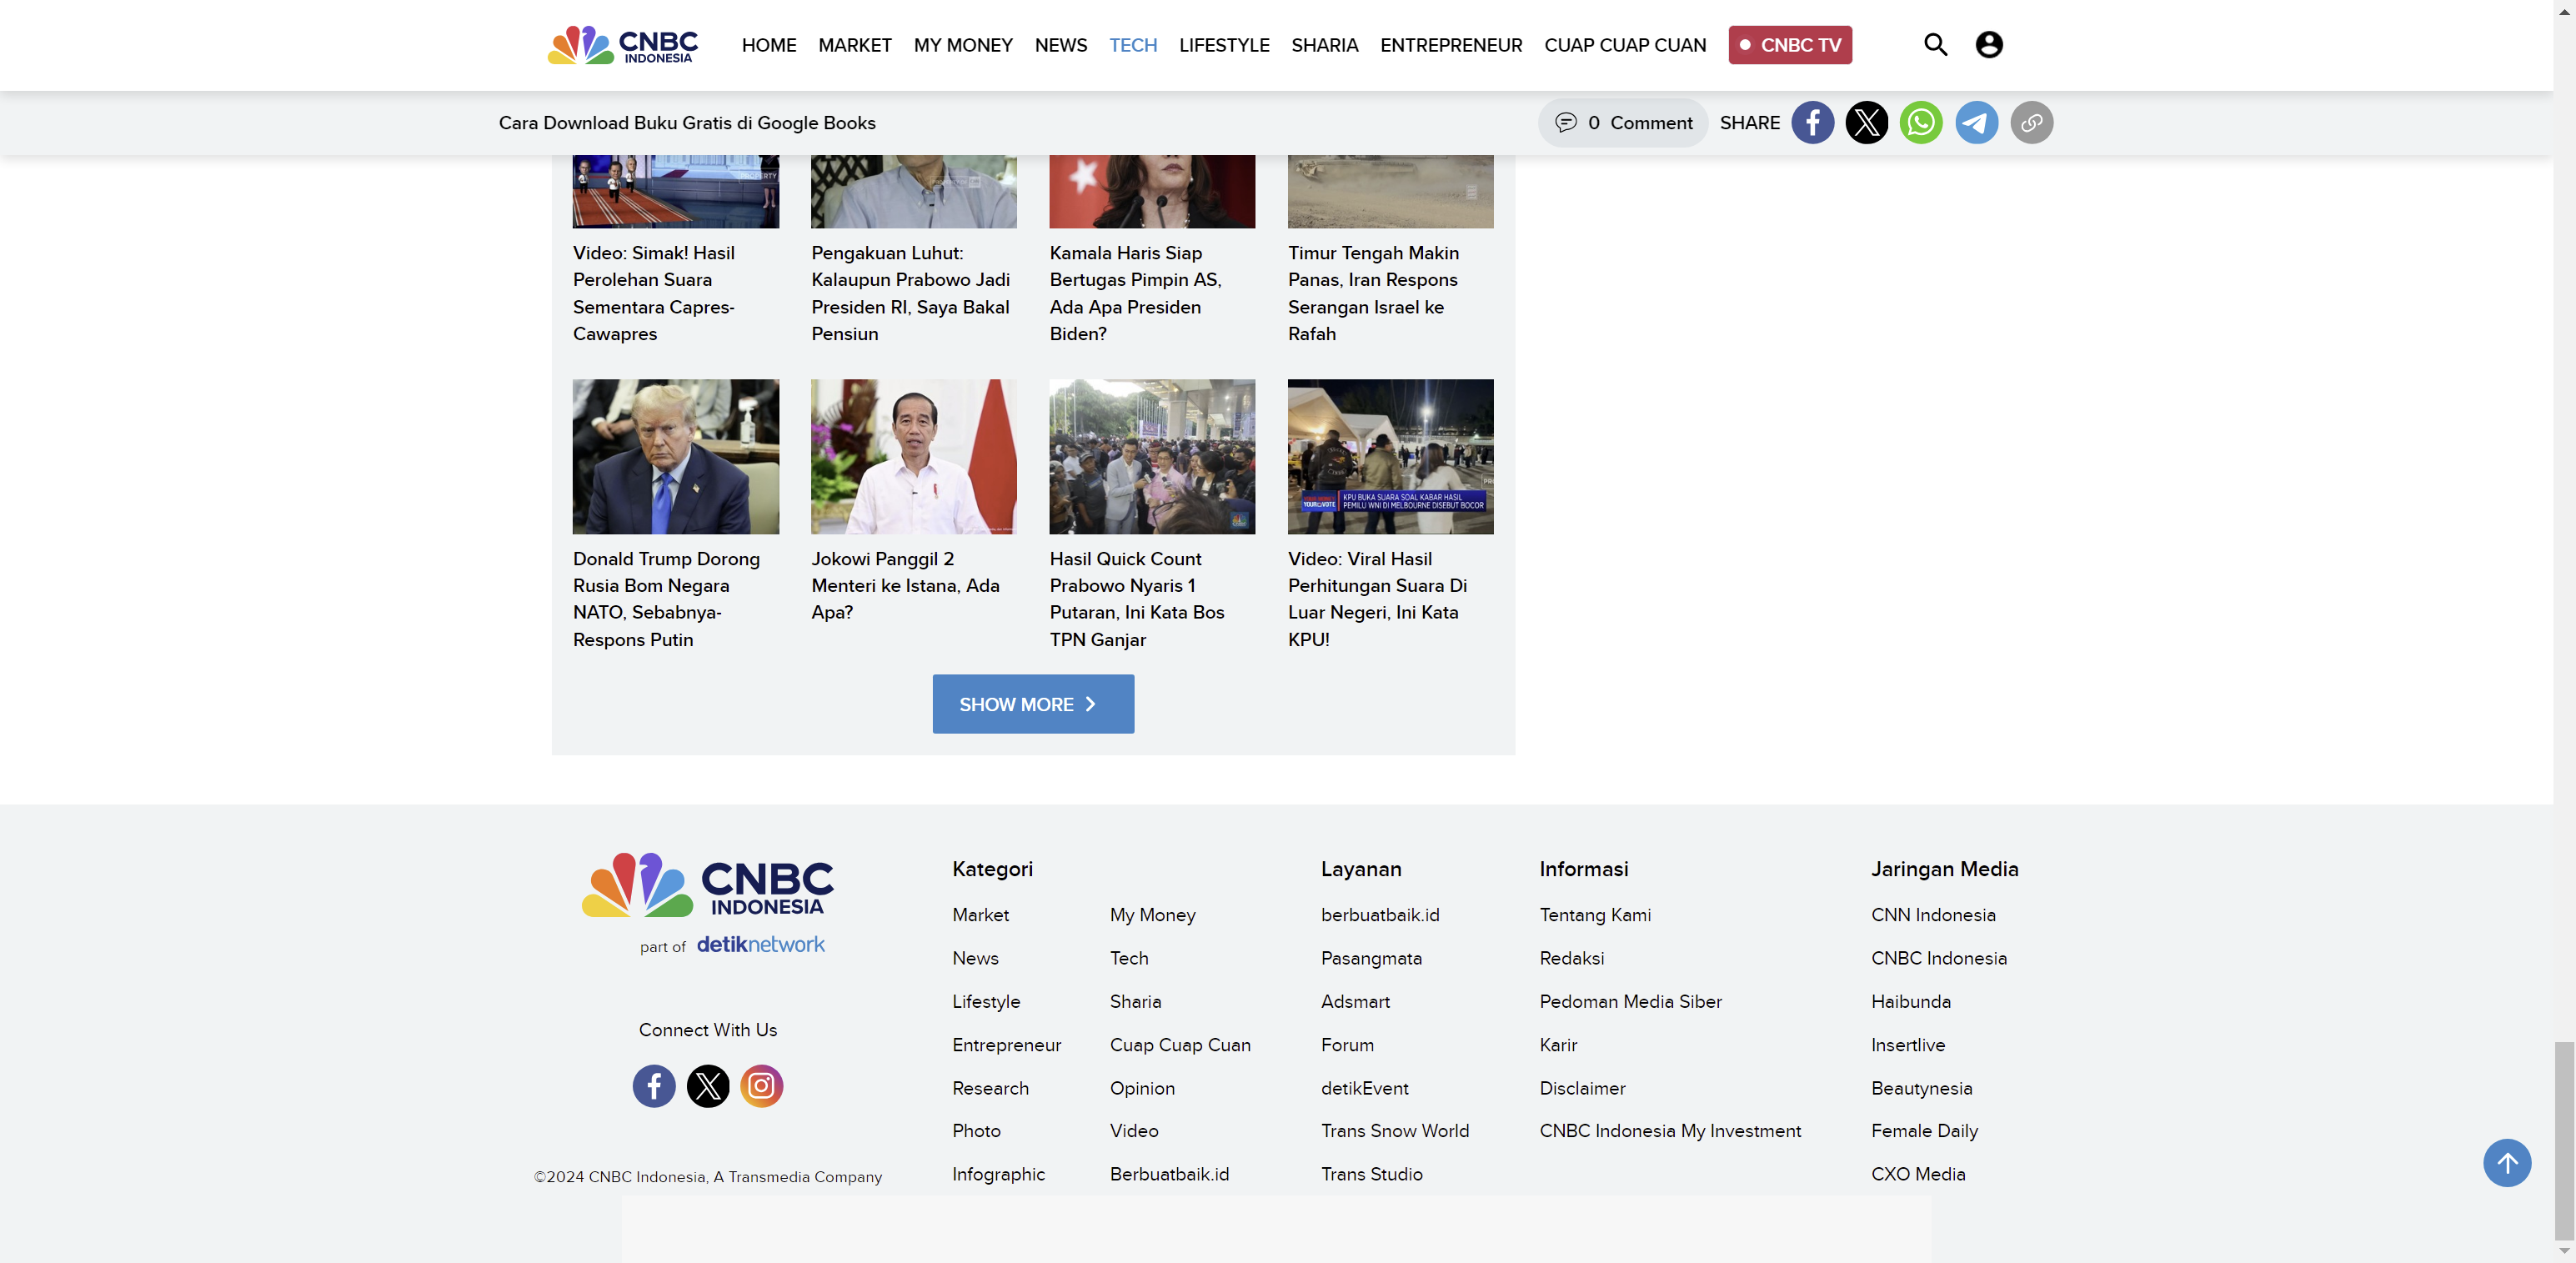 CNBC
INDONESIA
HOME MARKET MY MONEY NEWS TECH LIFESTYLE SHARIA ENTREPRENEUR CUAP CUAP CUAN CNBC TV
Cara Download Buku Gratis di Google Books
0 Comment SHARE
PROPERTY
Video: Simak! Hasil
Perolehan Suara
Sementara Capres-
Cawapres
Pengakuan Luhut:
Kalaupun Prabowo Jadi
Presiden RI, Saya Bakal
Pensiun
Kamala Haris Siap
Bertugas Pimpin AS,
Ada Apa Presiden
Biden?
Timur Tengah Makin
Panas, Iran Respons
Serangan Israel ke
Rafah
KPU BUKA SUARA SOAL KABAR HASIL
PEMILU WNI DI MELBOURNE DISEBUT BOCOR
Donald Trump Dorong
Rusia Bom Negara
NATO, Sebabnya-
Respons Putin
Jokowi Panggil 2
Menteri ke Istana, Ada
Apa?
Hasil Quick Count
Prabowo Nyaris 1
Putaran, Ini Kata Bos
TPN Ganjar
Video: Viral Hasil
Perhitungan Suara Di
Luar Negeri, Ini Kata
KPU!
SHOW MORE
CNBC
INDONESIA
part of detiknetwork
Connect With Us
©2024 CNBC Indonesia, A Transmedia Company
Kategori
Market My Money
News Tech
Lifestyle Sharia
Entrepreneur Cuap Cuap Cuan
Research Opinion
Photo Video
Infographic Berbuatbaik.id
Layanan
berbuatbaik.id
Pasangmata
Adsmart
Forum
detikEvent
Trans Snow World
Trans Studio
Informasi
Tentang Kami
Redaksi
Pedoman Media Siber
Karir
Disclaimer
CNBC Indonesia My Investment
Jaringan Media
CNN Indonesia
CNBC Indonesia
Haibunda
Insertlive
Beautynesia
Female Daily
CXO Media